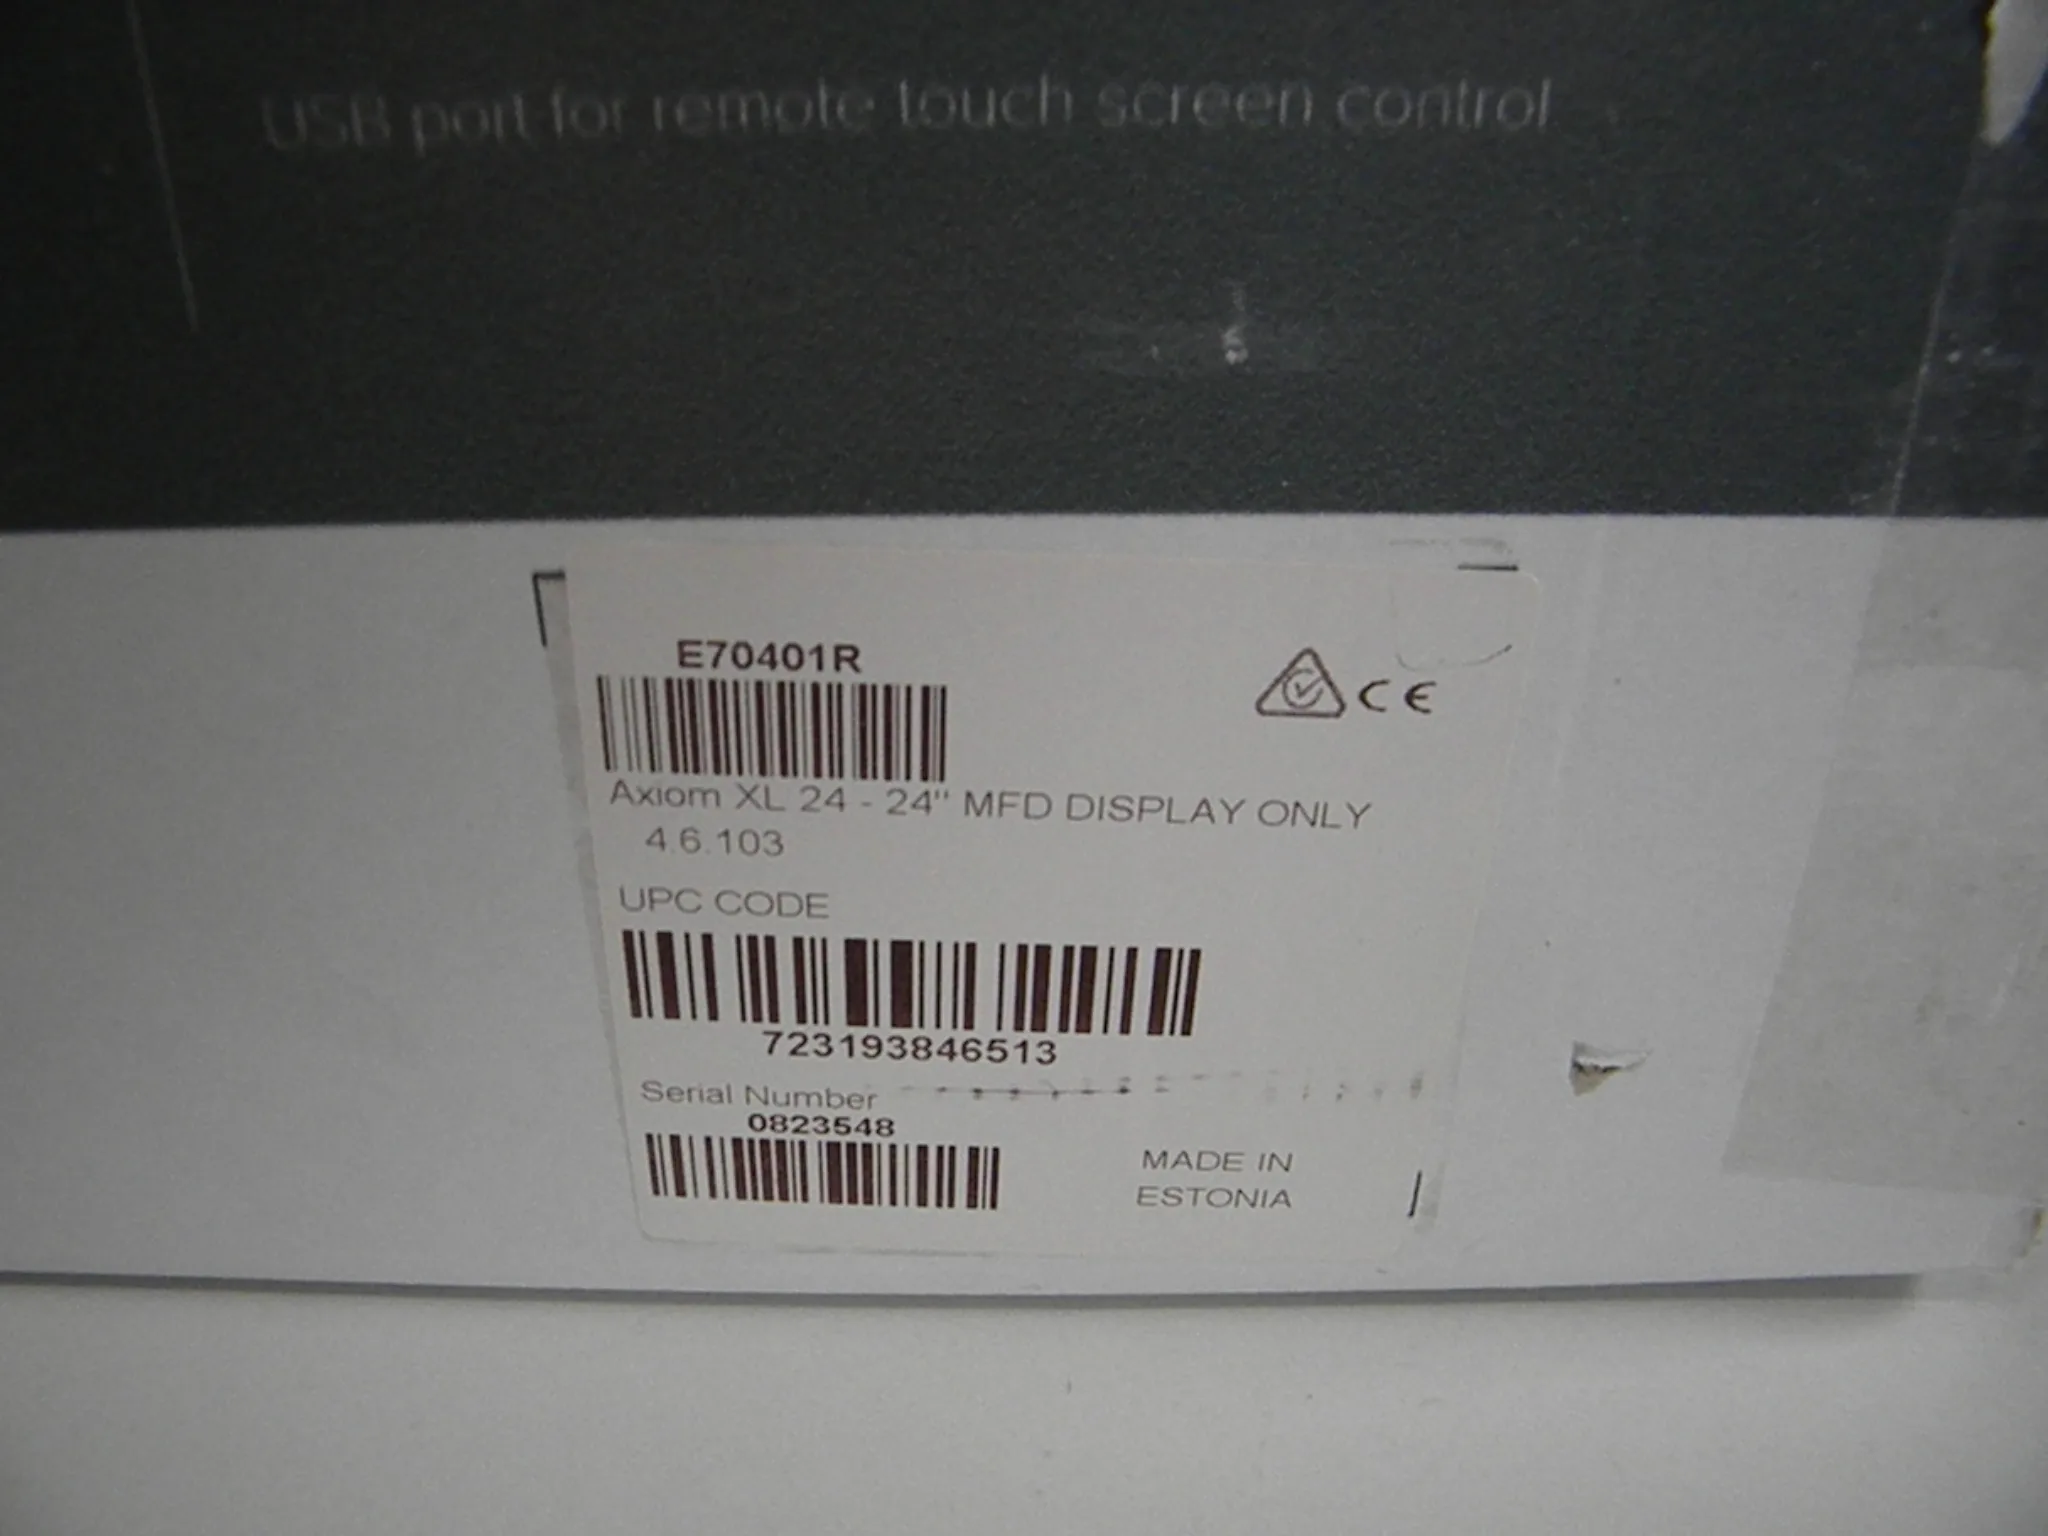 USB port for remote touch screen control
E70401R
CE
Axiom XL 24 - 24" MFD DISPLAY ONLY
4.6.103
UPC CODE
723193846513
Serial Number
0823548
MADE IN
ESTONIA